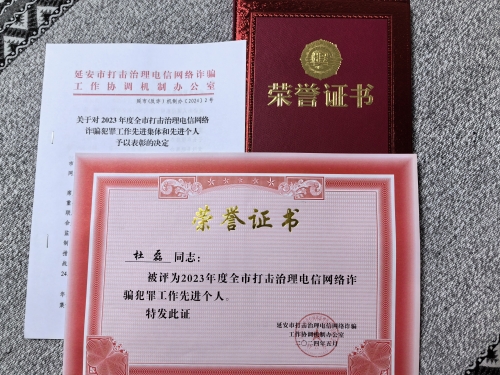 延安市打击治理电信网络诈骗
工作协调机制办公室
关于对 2023 年度全市打击治理电信网络
诈骗犯罪工作先进集体和先进个人
予以表彰的决定
荣誉证书
荣誉证书
杜磊 同志：
被评为2023年度全市打击治理电信网络诈
骗犯罪工作先进个人。
特发此证
延安市打击治理电信网络诈骗
工作协调机制办公室
二〇二四年五月